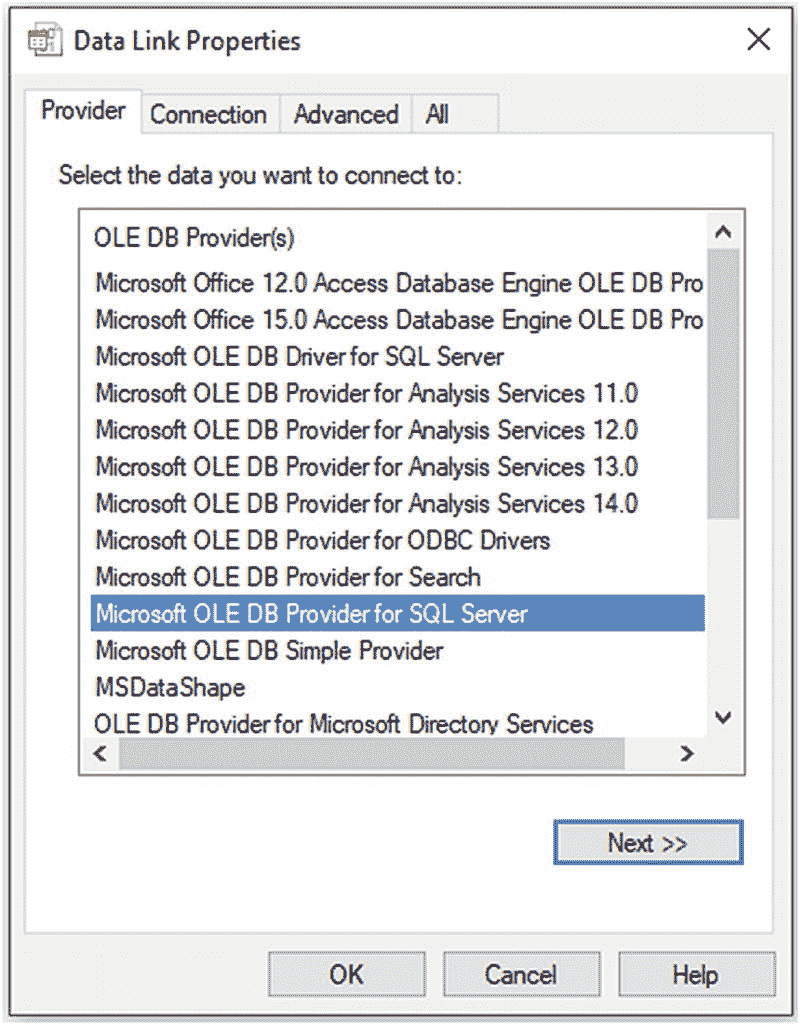 Data Link Properties
Provider Connection Advanced All
Select the data you want to connect to:
OLE DB Provider(s)
Microsoft Office 12.0 Access Database Engine OLE DB Pro
Microsoft Office 15.0 Access Database Engine OLE DB Pro
Microsoft OLE DB Driver for SQL Server
Microsoft OLE DB Provider for Analysis Services 11.0
Microsoft OLE DB Provider for Analysis Services 12.0
Microsoft OLE DB Provider for Analysis Services 13.0
Microsoft OLE DB Provider for Analysis Services 14.0
Microsoft OLE DB Provider for ODBC Drivers
Microsoft OLE DB Provider for Search
Microsoft OLE DB Provider for SQL Server
Microsoft OLE DB Simple Provider
MSDataShape
OLE DB Provider for Microsoft Directory Services
Next >>
OK Cancel Help